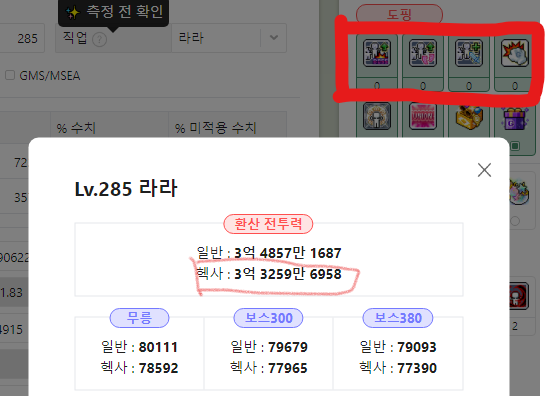 측정 전 확인
도핑
285
직업
라라
GMS/MSEA
0
0
0
0
% 수치
% 미적용 수치
72
35
90622
1.83
4915
2
Lv.285 라라
환산 전투력
일반 : 3억 4857만 1687
헥사 : 3억 3259만 6958
무릉
보스300
보스380
일반 : 80111
일반 : 79679
일반 : 79093
헥사 : 78592
헥사 : 77965
헥사 : 77390